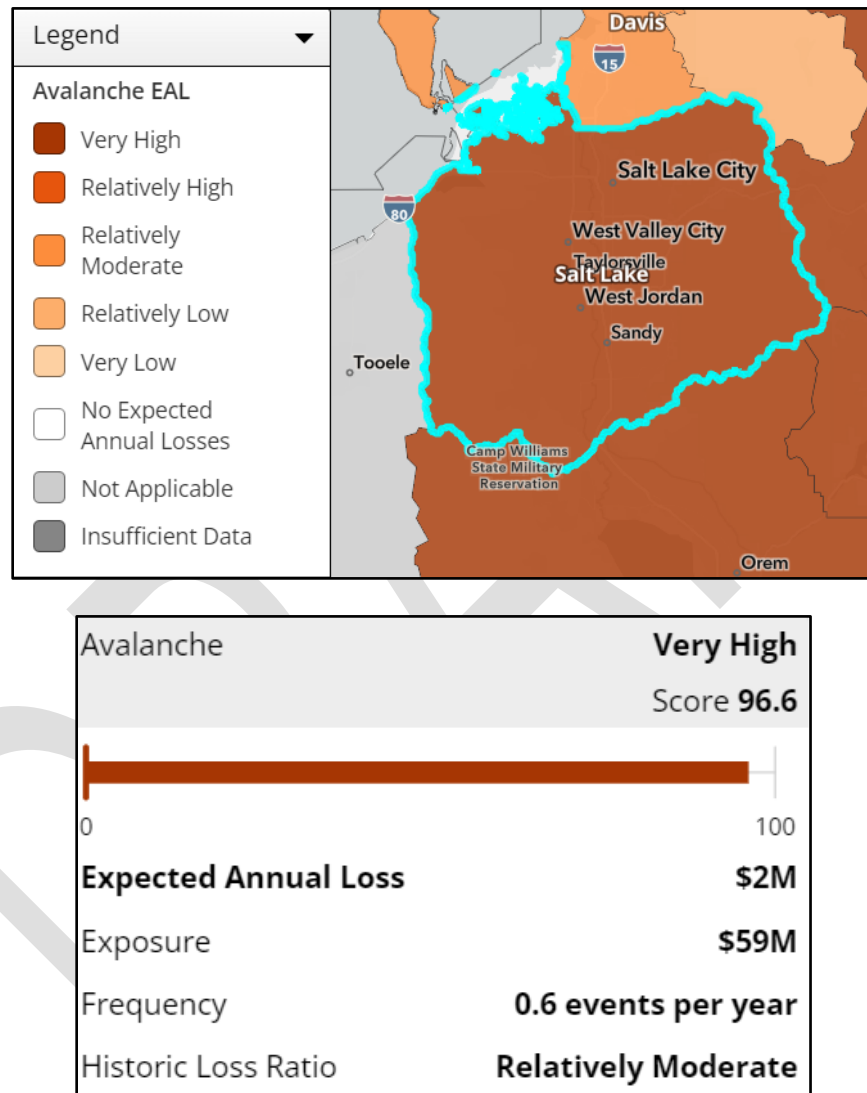 Legend
Avalanche EAL
Very High
Relatively High
Relatively
Moderate
Relatively Low
Very Low
No Expected
Annual Losses
Not Applicable
Insufficient Data
Davis
15
Salt Lake City
80
West Valley City
Taylorsville
Salt Lake
West Jordan
Sandy
Tooele
Camp Williams
State Military
Reservation
Orem
Avalanche Very High
Score 96.6
0 100
Expected Annual Loss $2M
Exposure $59M
Frequency 0.6 events per year
Historic Loss Ratio Relatively Moderate